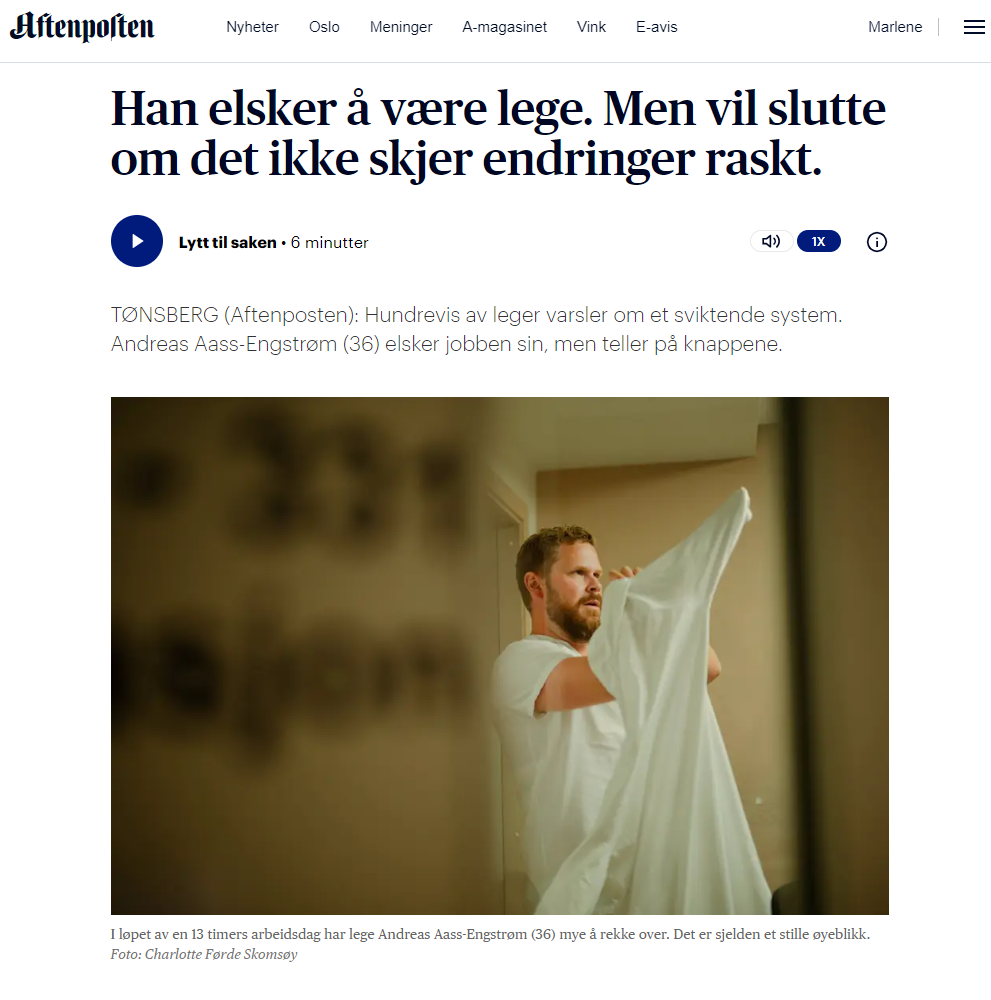 Aftenposten
Nyheter Oslo Meninger A-magasinet Vink E-avis Marlene
Han elsker å være lege. Men vil slutte
om det ikke skjer endringer raskt.
Lytt til saken • 6 minutter
1X
TØNSBERG (Aftenposten): Hundrevis av leger varsler om et sviktende system.
Andreas Aass-Engstrøm (36) elsker jobben sin, men teller på knappene.
I løpet av en 13 timers arbeidsdag har lege Andreas Aass-Engstrøm (36) mye å rekke over. Det er sjelden et stille øyeblikk.
Foto: Charlotte Førde Skomsøy